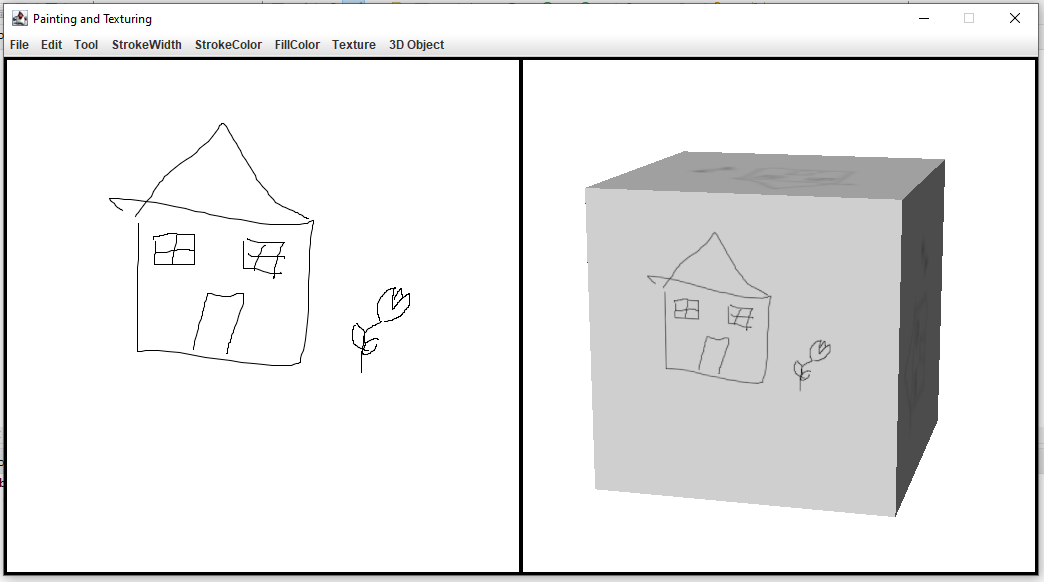 Painting and Texturing
File Edit Tool StrokeWidth StrokeColor FillColor Texture 3D Object